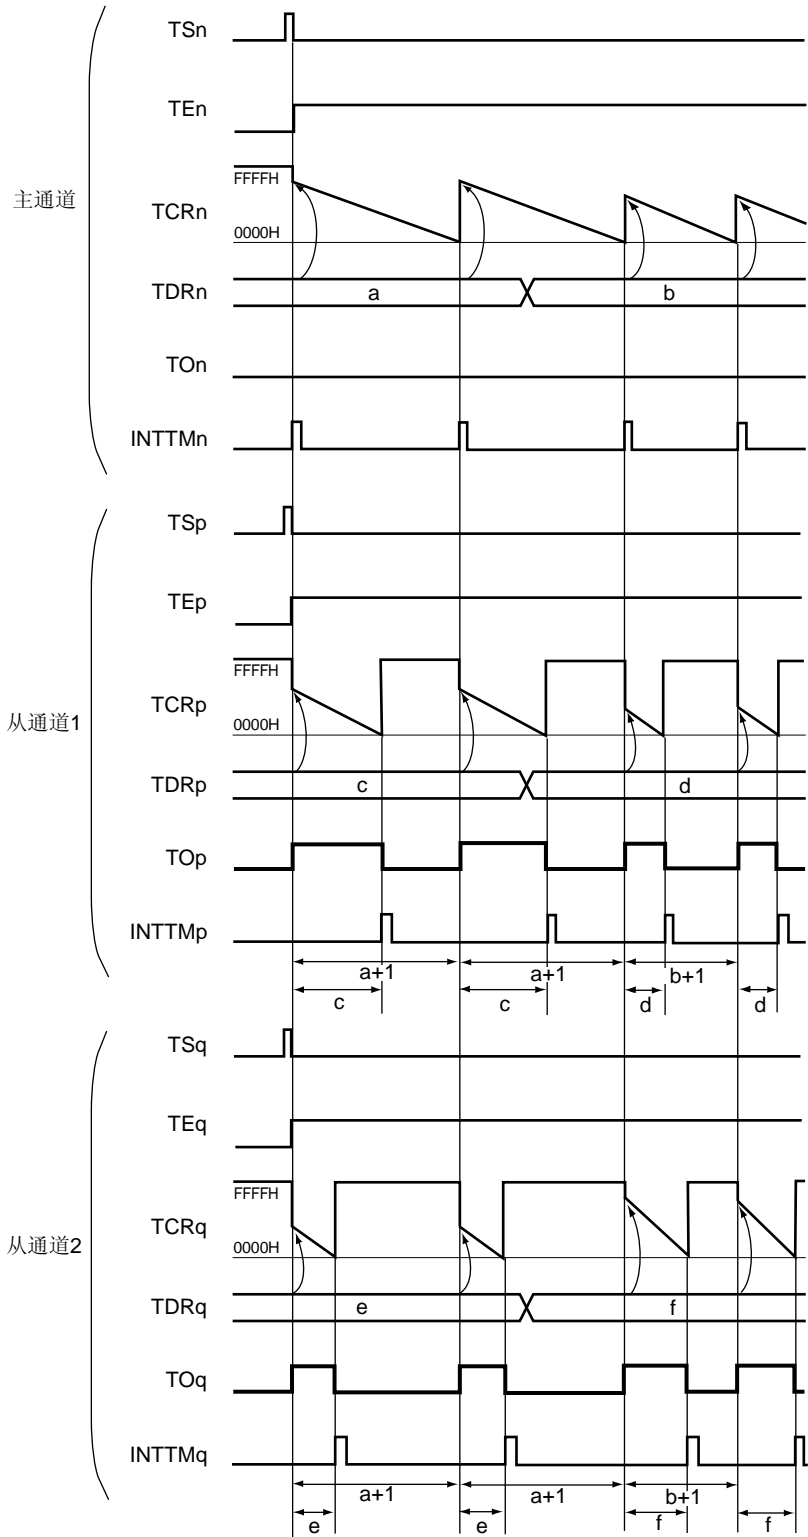 TSn
TEn
主通道
FFFFH
TCRn
0000H
TDRn
a
b
TOn
INTTMn
TSp
TEp
从通道1
FFFFH
TCRp
0000H
TDRp
c
d
TOp
INTTMp
a+1
a+1
b+1
c
c
d
d
TSq
TEq
从通道2
FFFFH
TCRq
0000H
TDRq
e
f
TOq
INTTMq
a+1
a+1
b+1
e
e
f
f